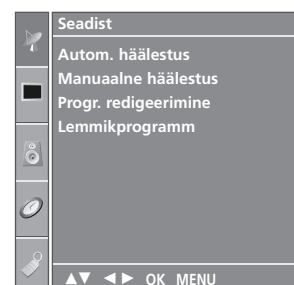 Seadist
Autom. häälestus
Manuaalne häälestus
Progr. redigeerimine
Lemmikprogramm
▲▼ ◄► OK MENU